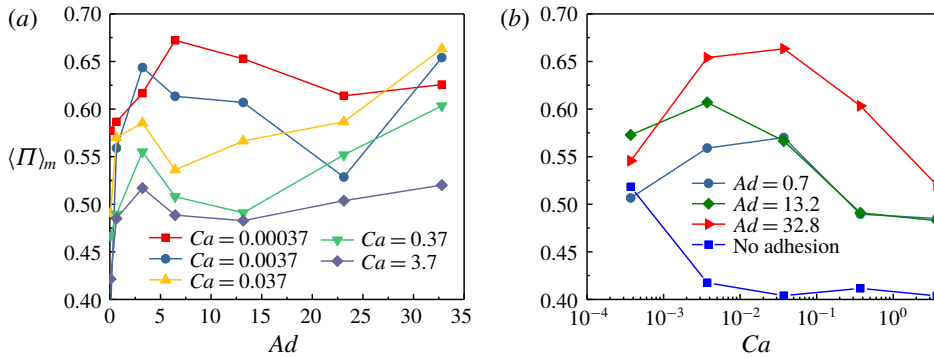 (a)
0.70
0.65
0.60
0.55
0.50
0.45
0.40
⟨Π⟩m
Ca = 0.00037
Ca = 0.0037
Ca = 0.037
Ca = 0.37
Ca = 3.7
0 5 10 15 20 25 30 35
Ad
(b)
0.70
0.65
0.60
0.55
0.50
0.45
0.40
Ad = 0.7
Ad = 13.2
Ad = 32.8
No adhesion
10⁻⁴ 10⁻³ 10⁻² 10⁻¹ 10⁰
Ca